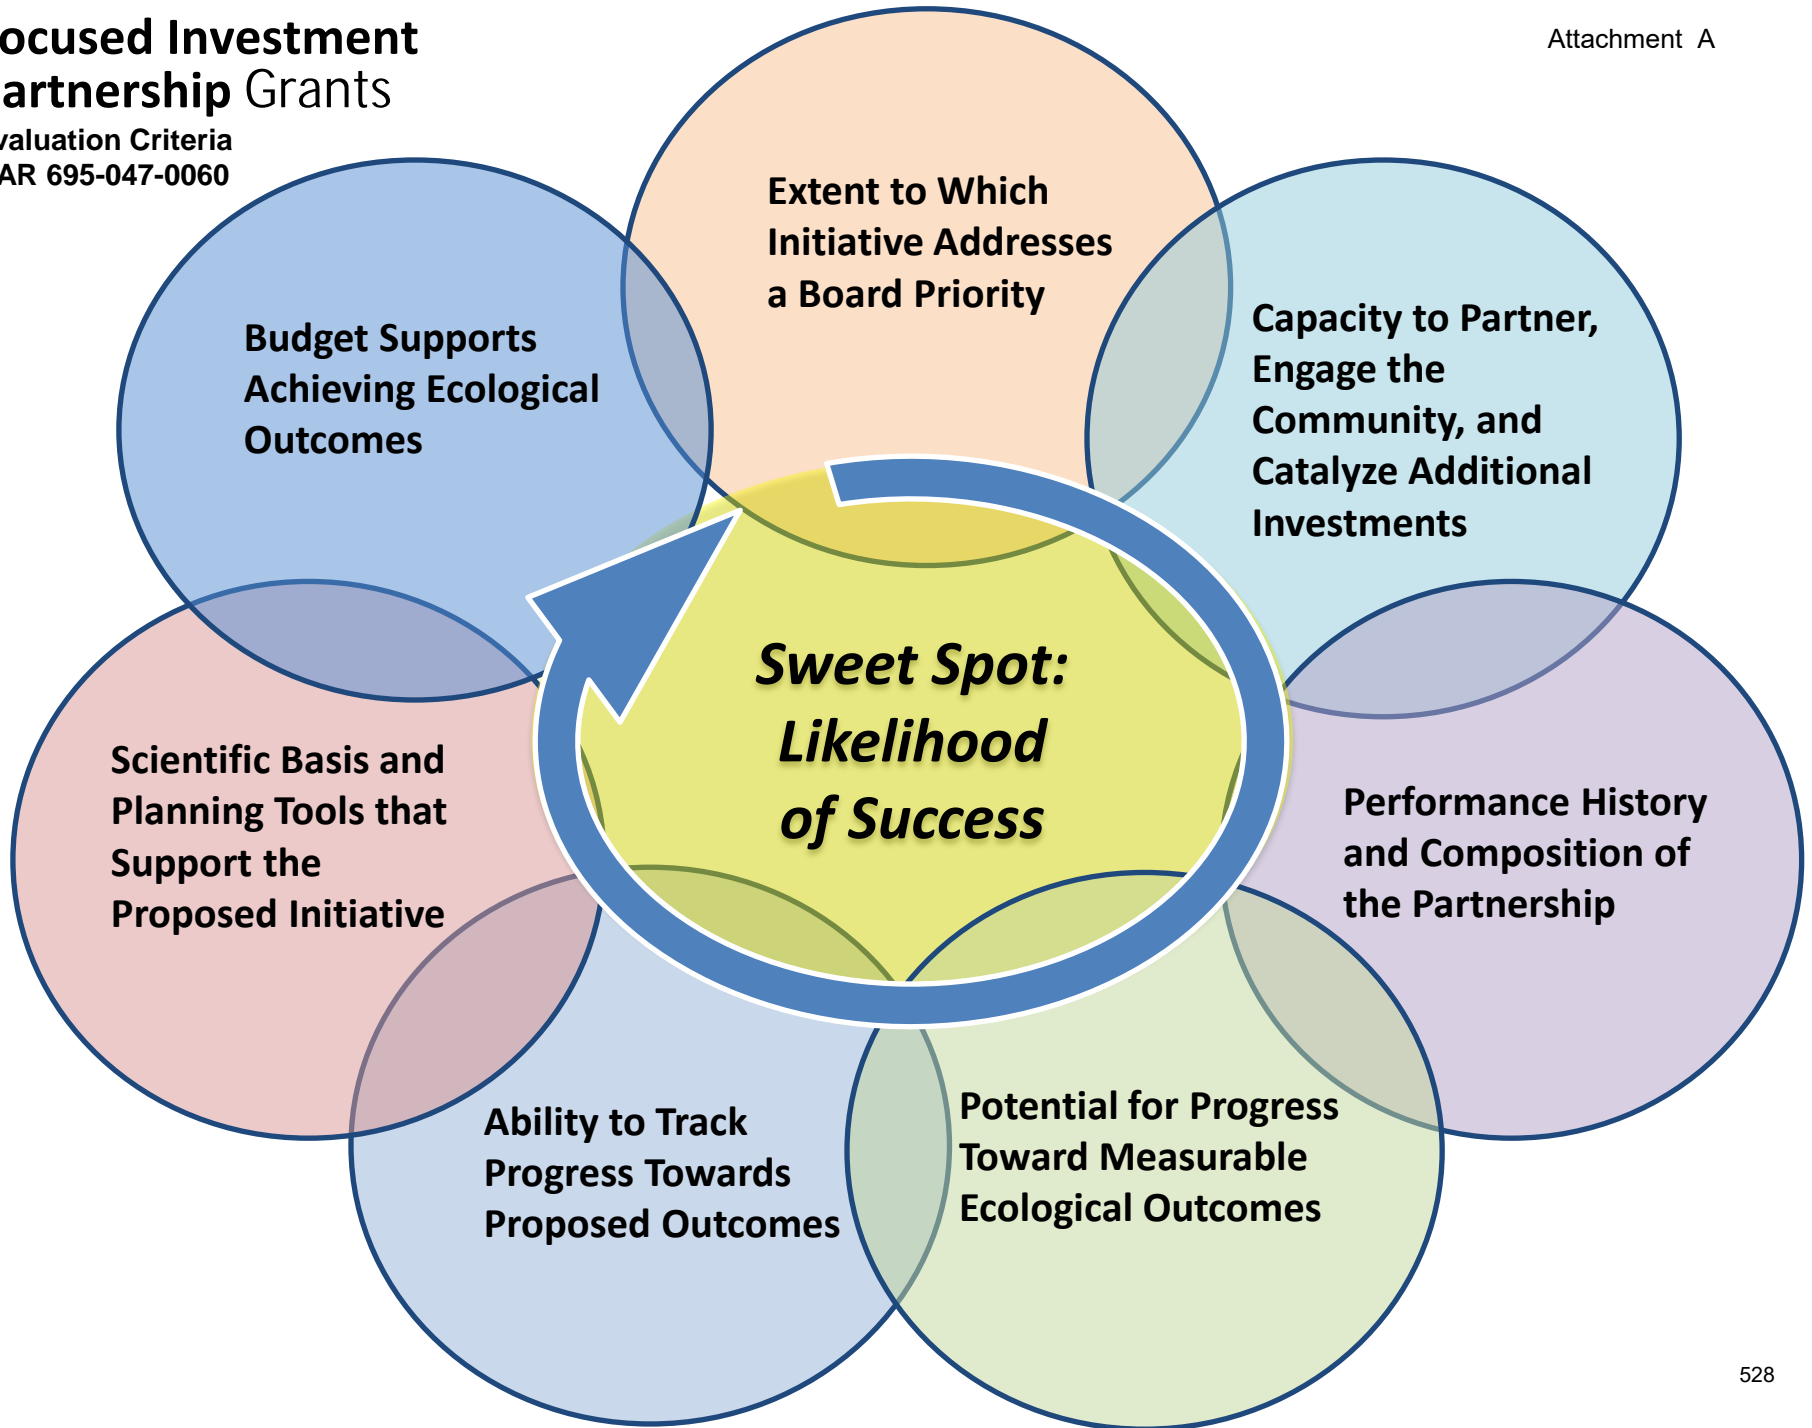 ocused Investment
artnership Grants
valuation Criteria
AR 695-047-0060
Attachment A
Extent to Which
Initiative Addresses
a Board Priority
Capacity to Partner,
Engage the
Community, and
Catalyze Additional
Investments
Budget Supports
Achieving Ecological
Outcomes
Sweet Spot:
Likelihood
of Success
Scientific Basis and
Planning Tools that
Support the
Proposed Initiative
Performance History
and Composition of
the Partnership
Ability to Track
Progress Towards
Proposed Outcomes
Potential for Progress
Toward Measurable
Ecological Outcomes
528